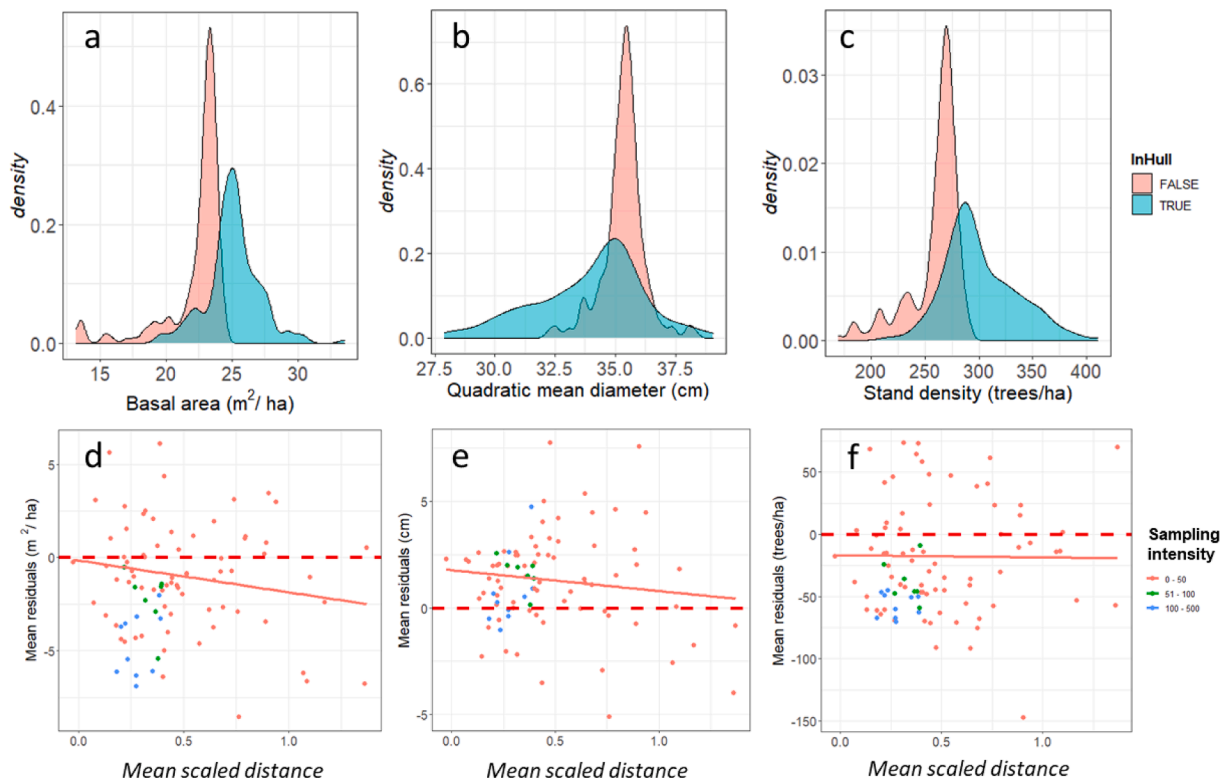 a
b
c
density
0.0
0.2
0.4
15
20
25
30
Basal area (m²/ ha)
density
0.0
0.2
0.4
0.6
27.5
30.0
32.5
35.0
37.5
Quadratic mean diameter (cm)
density
0.00
0.01
0.02
0.03
200
250
300
350
400
Stand density (trees/ha)
InHull
FALSE
TRUE
d
e
f
Mean residuals (m ²/ ha)
5
0
-5
0.0
0.5
1.0
Mean scaled distance
Mean residuals (cm)
5
0
-5
0.0
0.5
1.0
Mean scaled distance
Mean residuals (trees/ha)
50
0
-50
-100
-150
0.0
0.5
1.0
Mean scaled distance
Sampling
intensity
0 - 50
51 - 100
100 - 500